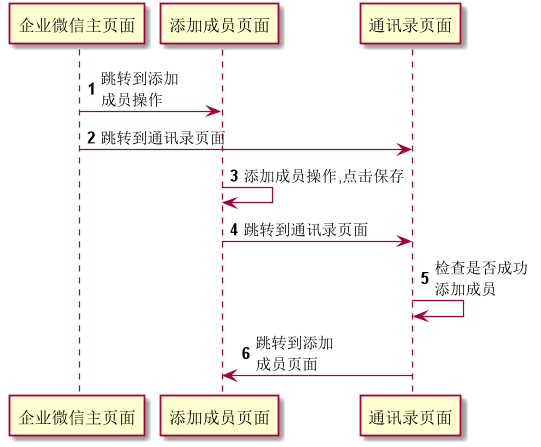 企业微信主页面
添加成员页面
通讯录页面
1 跳转到添加
成员操作
2 跳转到通讯录页面
3 添加成员操作,点击保存
4 跳转到通讯录页面
5 检查是否成功
添加成员
6 跳转到添加
成员页面
企业微信主页面
添加成员页面
通讯录页面